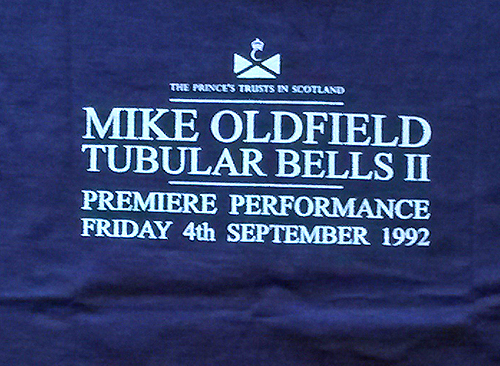 THE PRINCE'S TRUSTS IN SCOTLAND
MIKE OLDFIELD
TUBULAR BELLS II
PREMIERE PERFORMANCE
FRIDAY 4th SEPTEMBER 1992